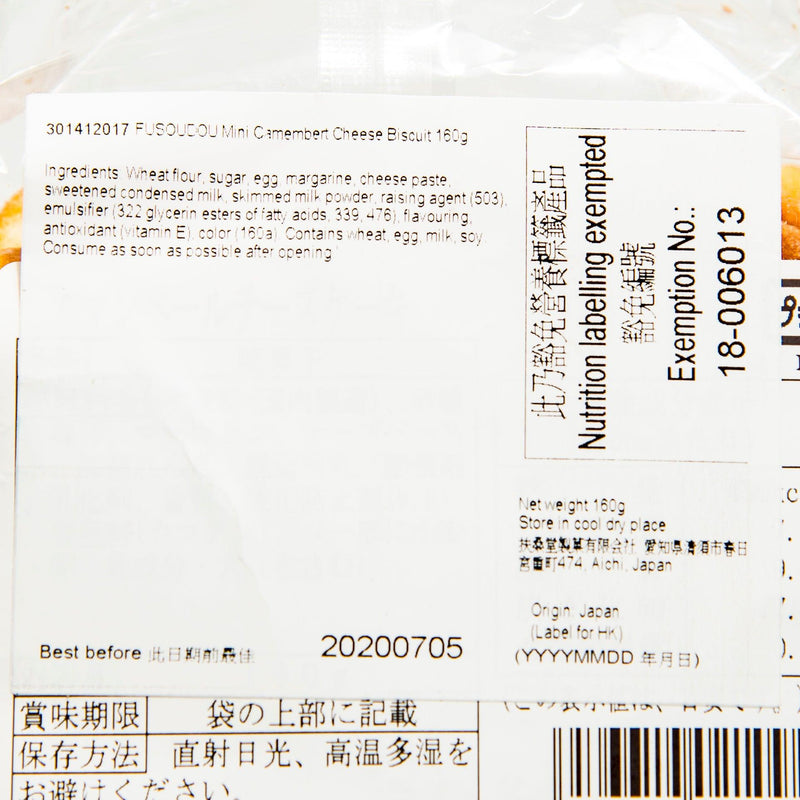 301412017 FUSOUDOU Mini Camembert Cheese Biscuit 160g
Ingredients: Wheat flour, sugar, egg, margarine, cheese paste,
sweetened condensed milk, skimmed milk powder, raising agent (503),
emulsifier (322 glycerin esters of fatty acids, 339, 476), flavouring,
antioxidant (vitamin E), color (160a). Contains wheat, egg, milk, soy
Consume as soon as possible after opening
此乃豁免營養標籤產品
Nutrition labelling exempted
豁免編號
Exemption No.:
18-006013
Net weight 160g
Store in cool dry place
扶桑堂製菓有限会社 愛知県清須市春日
宮重町474, Aichi, Japan
Origin: Japan
(Label for HK)
(YYYYMMDD 年月日)
Best before 此日期前最佳 20200705
賞味期限 袋の上部に記載
保存方法 直射日光、高温多湿を
お避けください。